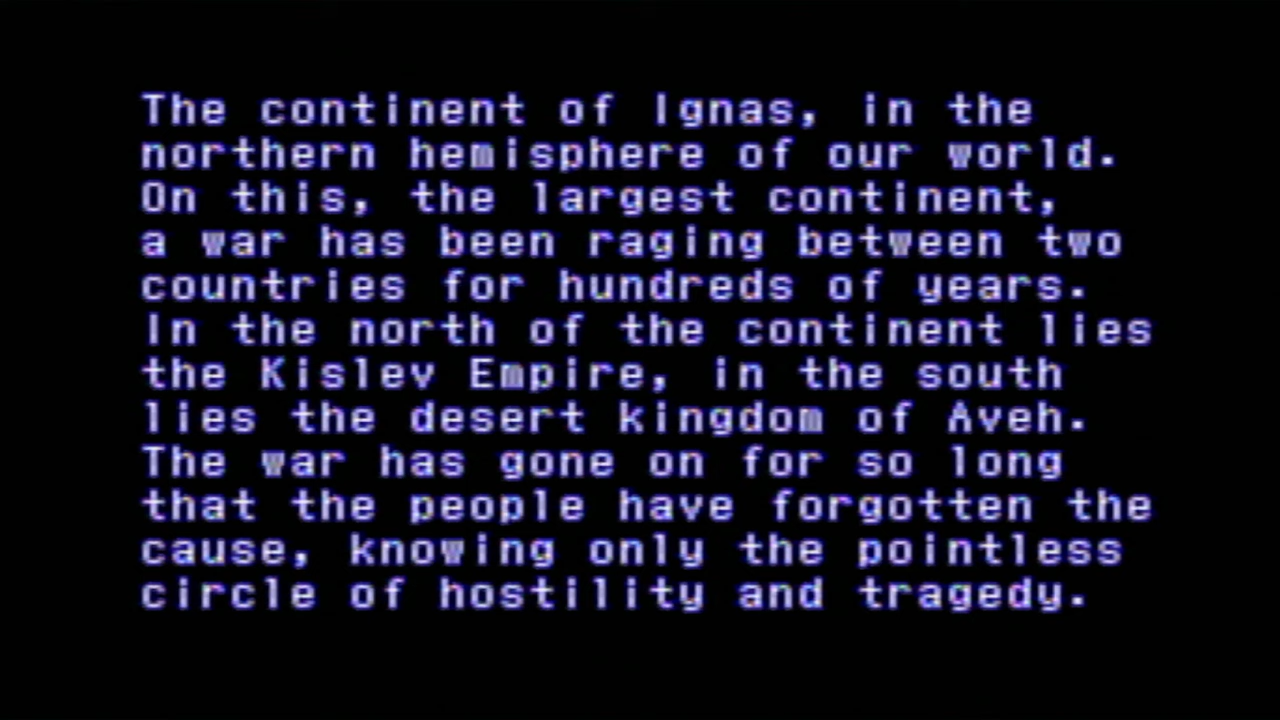 The continent of Ignas, in the
northern hemisphere of our world.
On this, the largest continent,
a war has been raging between two
countries for hundreds of years.
In the north of the continent lies
the Kislev Empire, in the south
lies the desert kingdom of Aveh.
The war has gone on for so long
that the people have forgotten the
cause, knowing only the pointless
circle of hostility and tragedy.